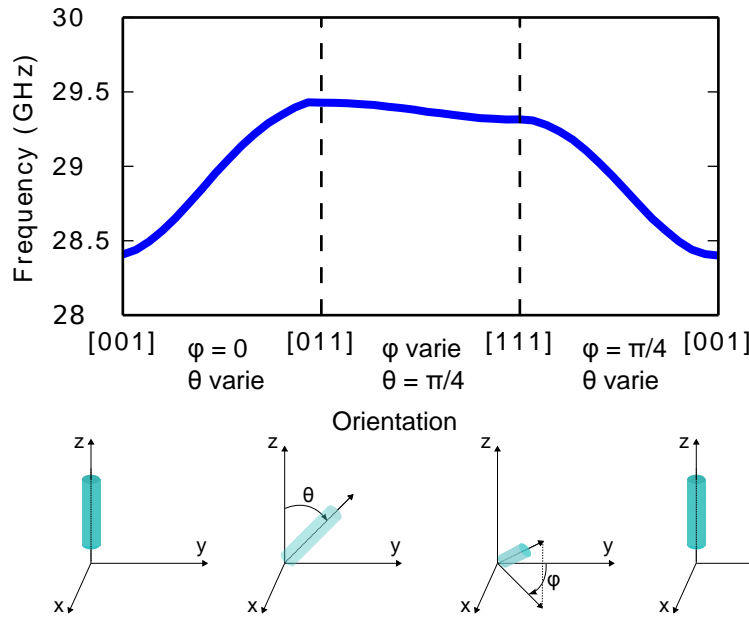 30
29.5
29
28.5
28
Frequency (GHz)
[001] [011] [111] [001]
φ = 0 φ varie φ = π/4
θ varie θ = π/4 θ varie
Orientation
z z z z
θ
y y y
φ
x x x x